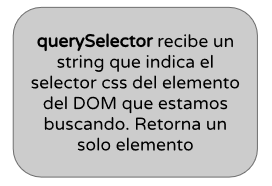 querySelector recibe un
string que indica el
selector css del elemento
del DOM que estamos
buscando. Retorna un
solo elemento